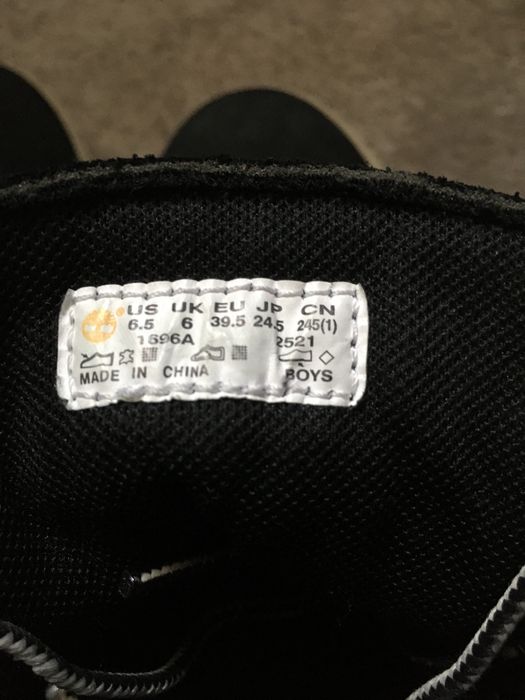 US UK EU JP CN
6.5 6 39.5 24.5 245(1)
1696A 2521
MADE IN CHINA BOYS